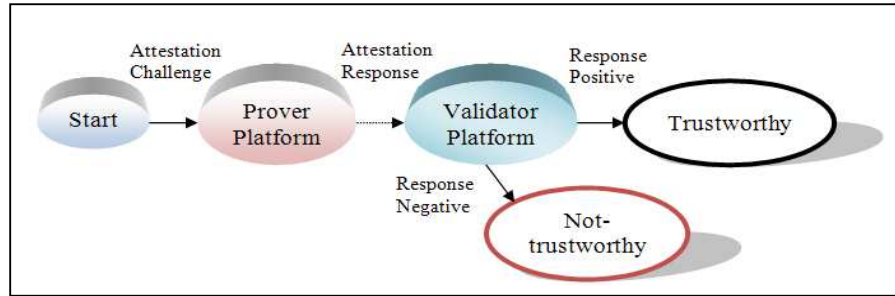 Attestation
Challenge
Attestation
Response
Response
Positive
Start
Prover
Platform
Validator
Platform
Trustworthy
Response
Negative
Not-
trustworthy